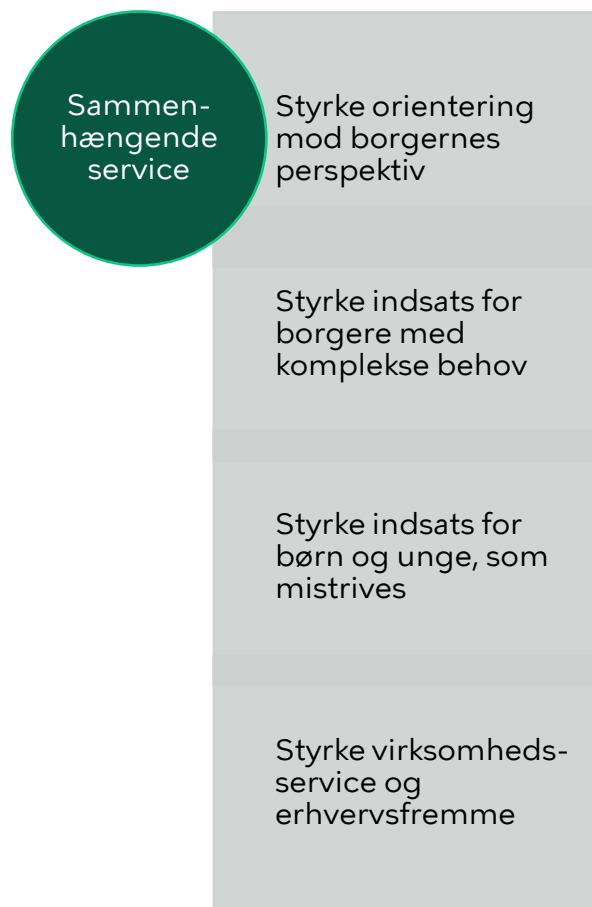 Sammen-
hængende
service
Styrke orientering
mod borgernes
perspektiv
Styrke indsats for
borgere med
komplekse behov
Styrke indsats for
børn og unge, som
mistrives
Styrke virksomheds-
service og
erhvervsfremme